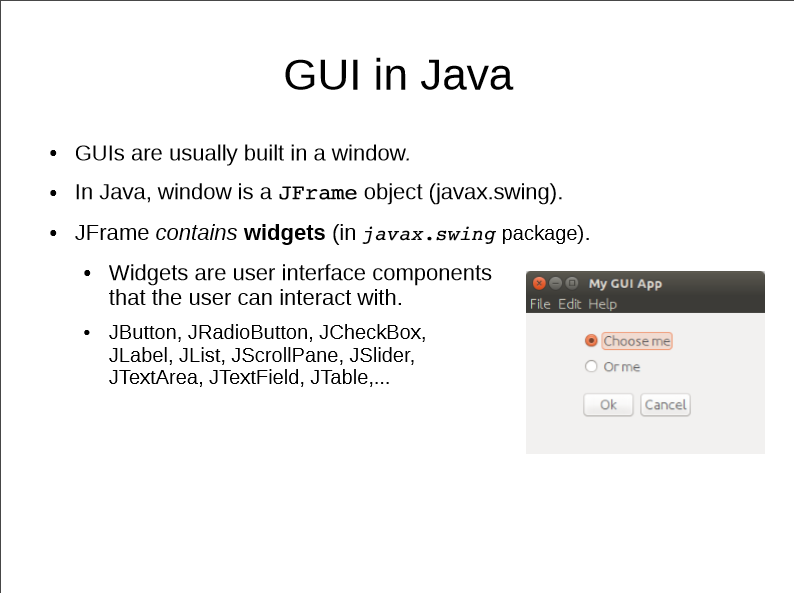 GUI in Java
• GUIs are usually built in a window.
• In Java, window is a JFrame object (javax.swing).
• JFrame contains widgets (in javax.swing package).
• Widgets are user interface components
that the user can interact with.
• JButton, JRadioButton, JCheckBox,
JLabel, JList, JScrollPane, JSlider,
JTextArea, JTextField, JTable,...
My GUI App
File Edit Help
Choose me
Or me
Ok Cancel